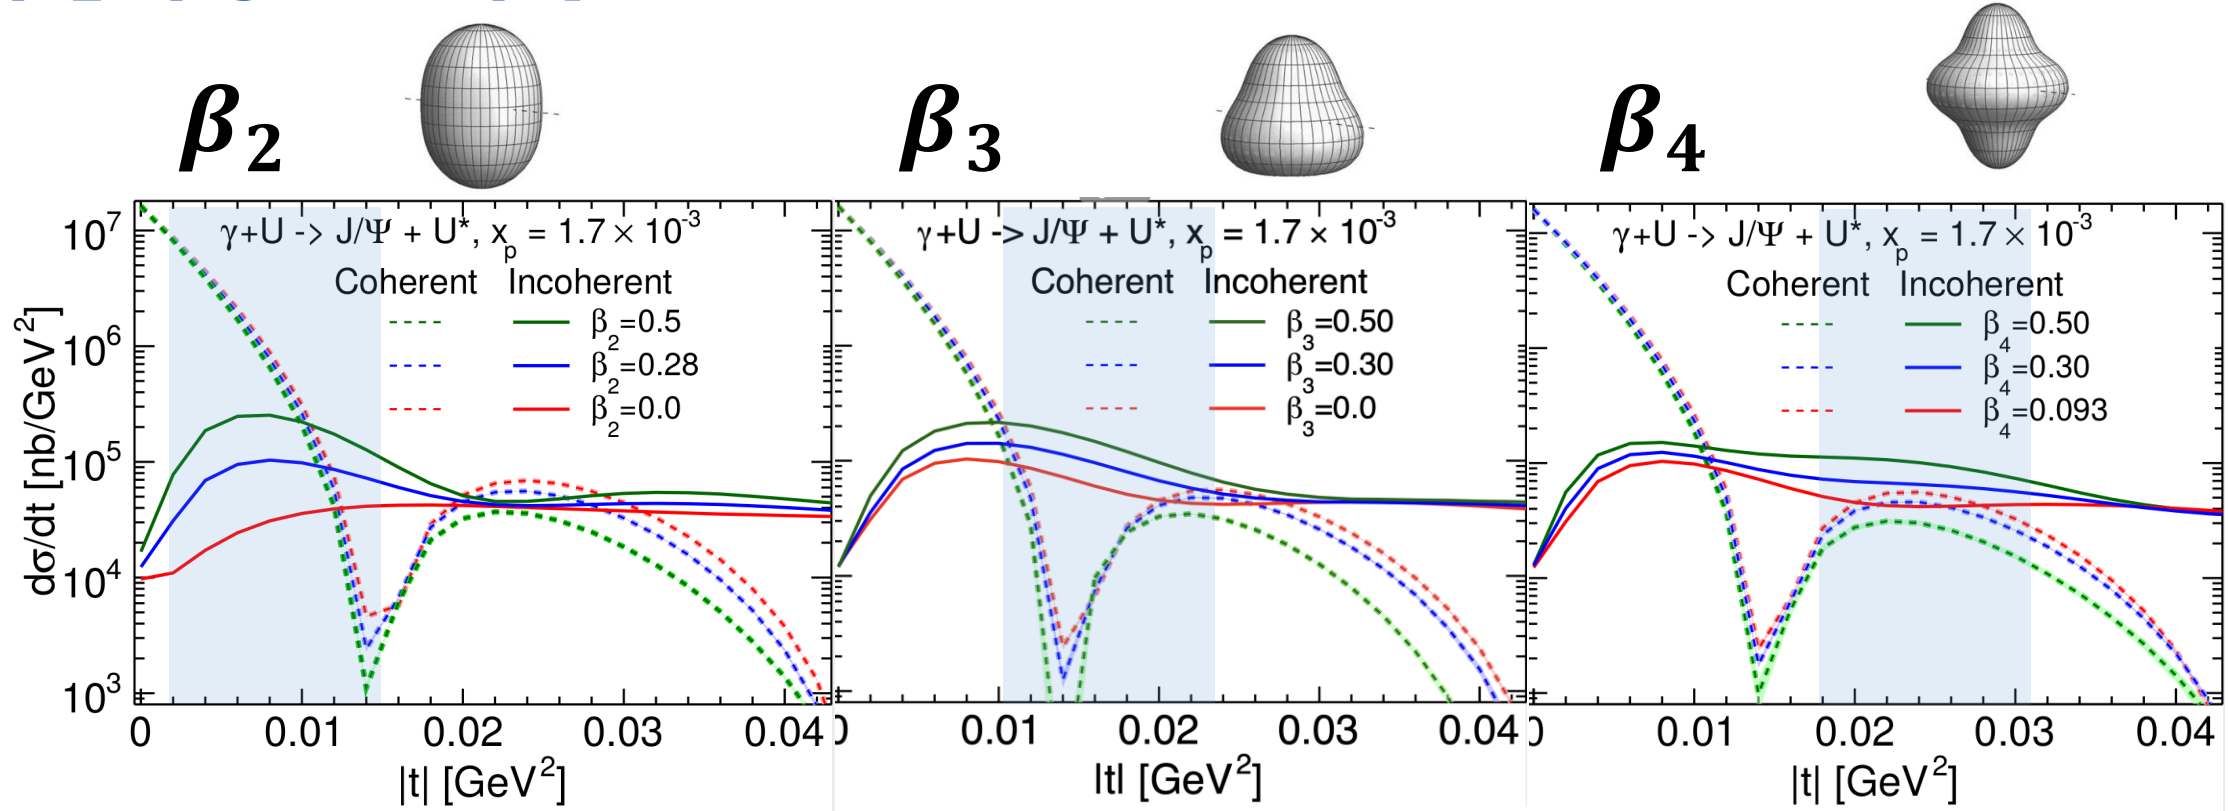 β2
γ+U -> J/Ψ + U*, xp = 1.7 × 10-3
Coherent Incoherent
β2=0.5
β2=0.28
β2=0.0
dσ/dt [nb/GeV2]
107
106
105
104
103
0 0.01 0.02 0.03 0.04
|t| [GeV2]
β3
γ+U -> J/Ψ + U*, xp = 1.7 × 10-3
Coherent Incoherent
β3=0.50
β3=0.30
β3=0.0
0 0.01 0.02 0.03 0.04
|t| [GeV2]
β4
γ+U -> J/Ψ + U*, xp = 1.7 × 10-3
Coherent Incoherent
β4=0.50
β4=0.30
β4=0.093
0 0.01 0.02 0.03 0.04
|t| [GeV2]